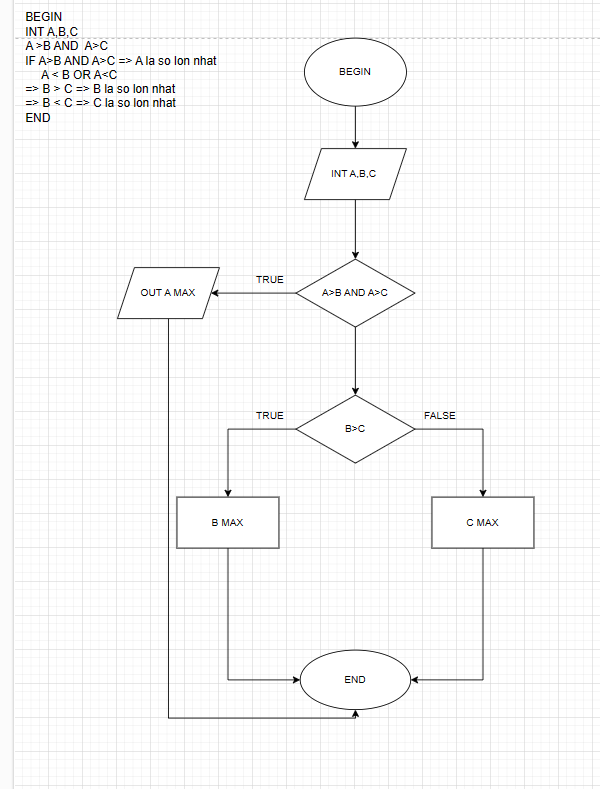 BEGIN
INT A,B,C
A >B AND  A>C
IF A>B AND A>C => A la so lon nhat
A < B OR A<C
=> B > C => B la so lon nhat
=> B < C => C la so lon nhat
END
BEGIN
INT A,B,C
TRUE
OUT A MAX
A>B AND A>C
TRUE
FALSE
B>C
B MAX
C MAX
END